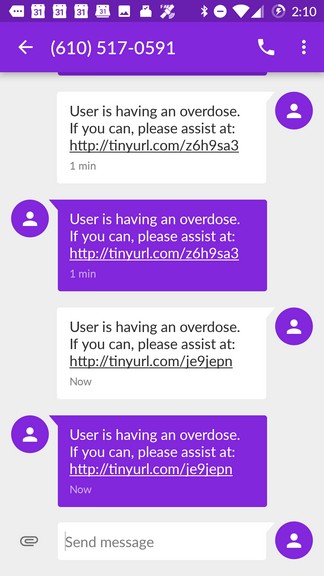 31 31 31 31 2:10
(610) 517-0591
User is having an overdose.
If you can, please assist at:
http://tinyurl.com/z6h9sa3
1 min
User is having an overdose.
If you can, please assist at:
http://tinyurl.com/z6h9sa3
1 min
User is having an overdose.
If you can, please assist at:
http://tinyurl.com/je9jepn
Now
User is having an overdose.
If you can, please assist at:
http://tinyurl.com/je9jepn
Now
Send message